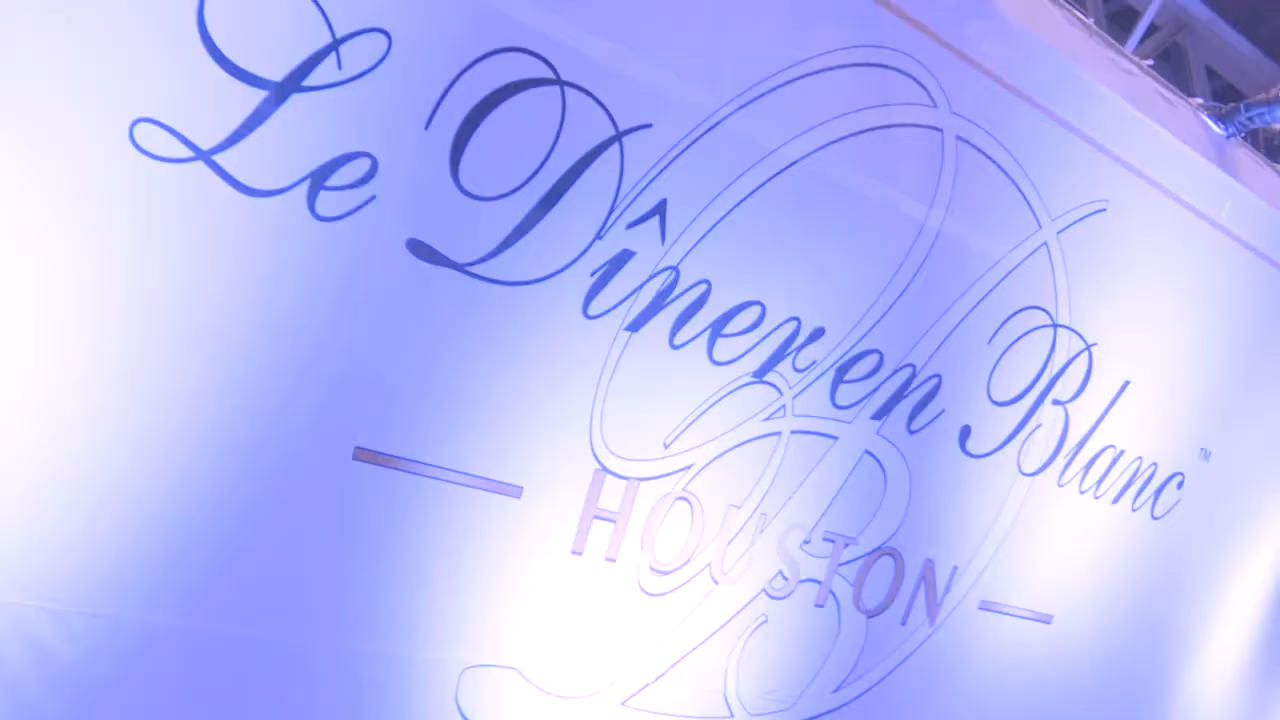 Le Dîner en Blanc™
— HOUSTON —